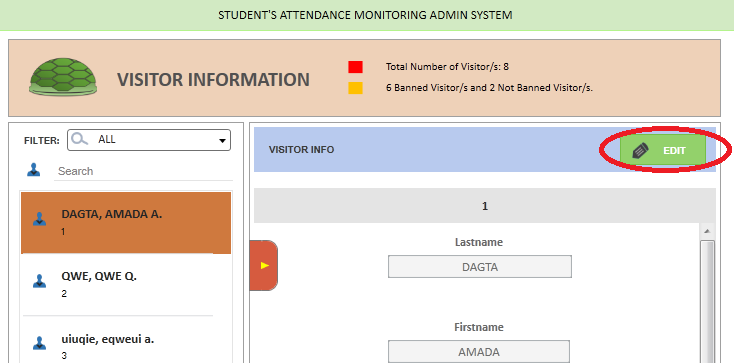 STUDENT'S ATTENDANCE MONITORING ADMIN SYSTEM
VISITOR INFORMATION
Total Number of Visitor/s: 8
6 Banned Visitor/s and 2 Not Banned Visitor/s.
FILTER: ALL
Search
DAGTA, AMADA A.
1
QWE, QWE Q.
2
uiuqie, eqweui a.
3
VISITOR INFO
EDIT
1
Lastname
DAGTA
Firstname
AMADA